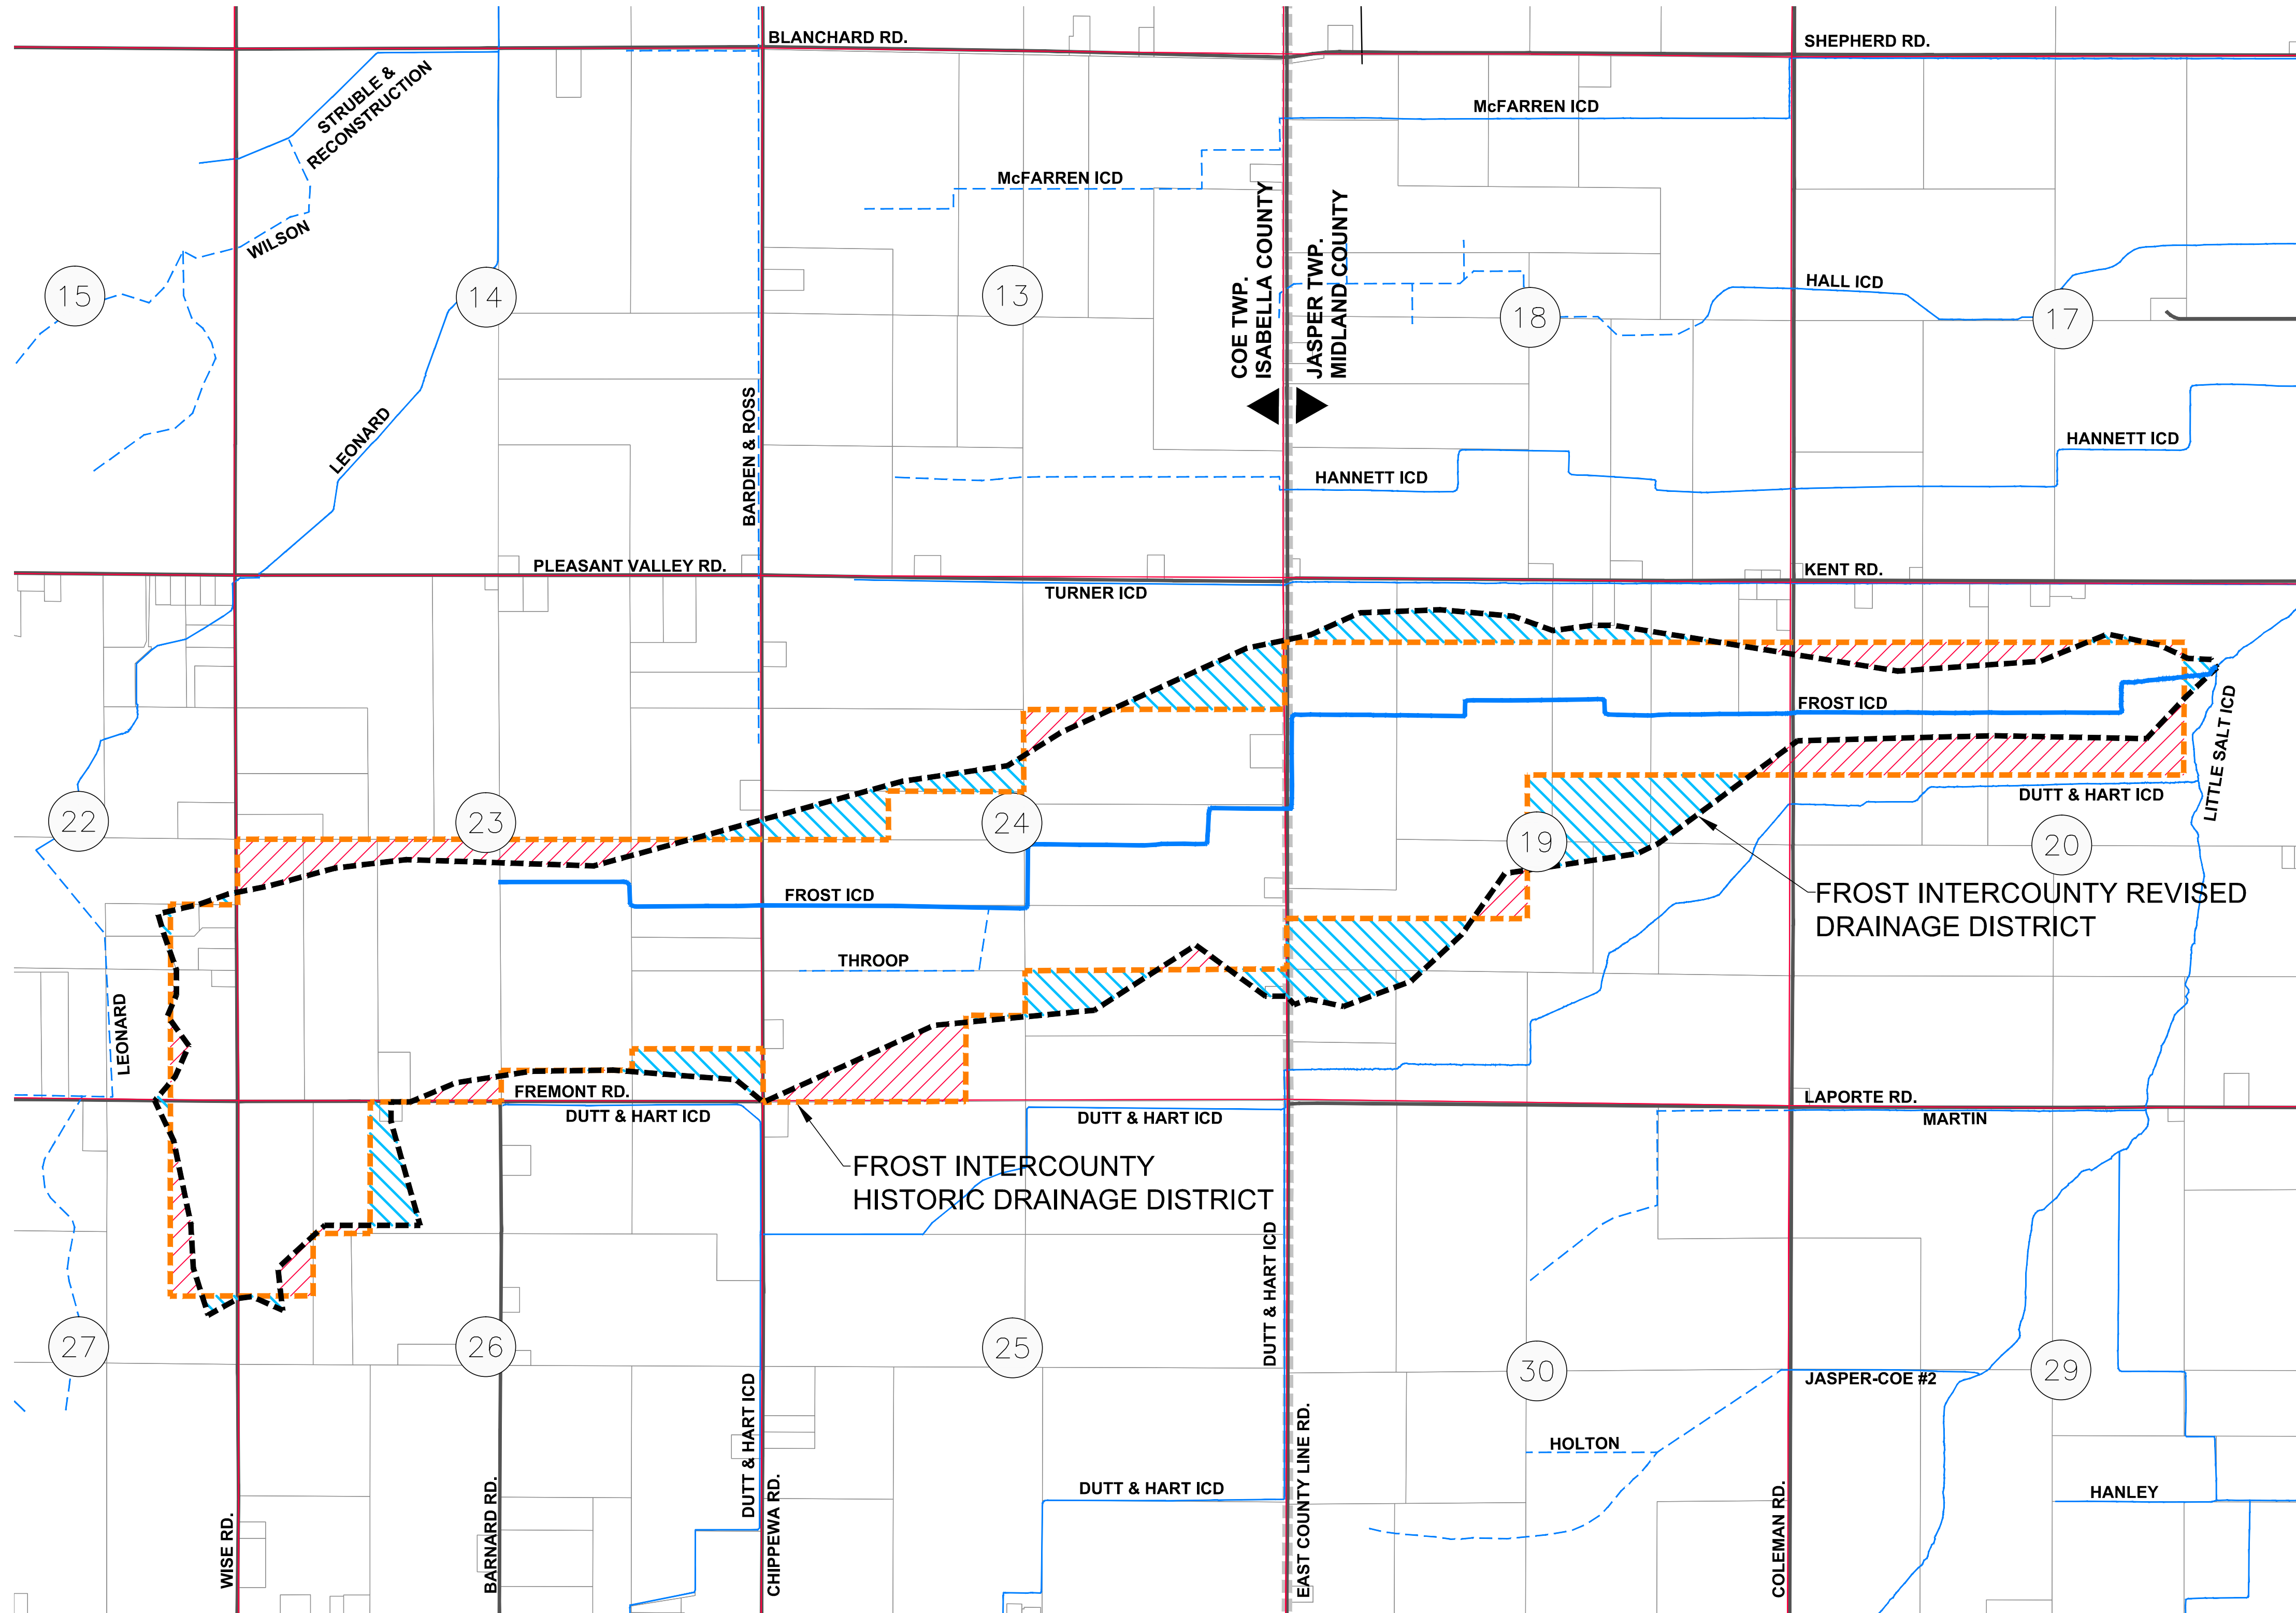 BLANCHARD RD.
SHEPHERD RD.
STRUBLE &
RECONSTRUCTION
McFARREN ICD
McFARREN ICD
WILSON
COE TWP.
ISABELLA COUNTY
JASPER TWP.
MIDLAND COUNTY
15
14
13
18
HALL ICD
17
LEONARD
BARDEN & ROSS
HANNETT ICD
HANNETT ICD
PLEASANT VALLEY RD.
KENT RD.
TURNER ICD
FROST ICD
LITTLE SALT ICD
DUTT & HART ICD
22
23
24
19
20
FROST ICD
FROST INTERCOUNTY REVISED
DRAINAGE DISTRICT
THROOP
LEONARD
FREMONT RD.
LAPORTE RD.
DUTT & HART ICD
DUTT & HART ICD
MARTIN
FROST INTERCOUNTY
HISTORIC DRAINAGE DISTRICT
DUTT & HART ICD
27
26
25
30
29
JASPER-COE #2
DUTT & HART ICD
HOLTON
DUTT & HART ICD
HANLEY
WISE RD.
BARNARD RD.
CHIPPEWA RD.
EAST COUNTY LINE RD.
COLEMAN RD.